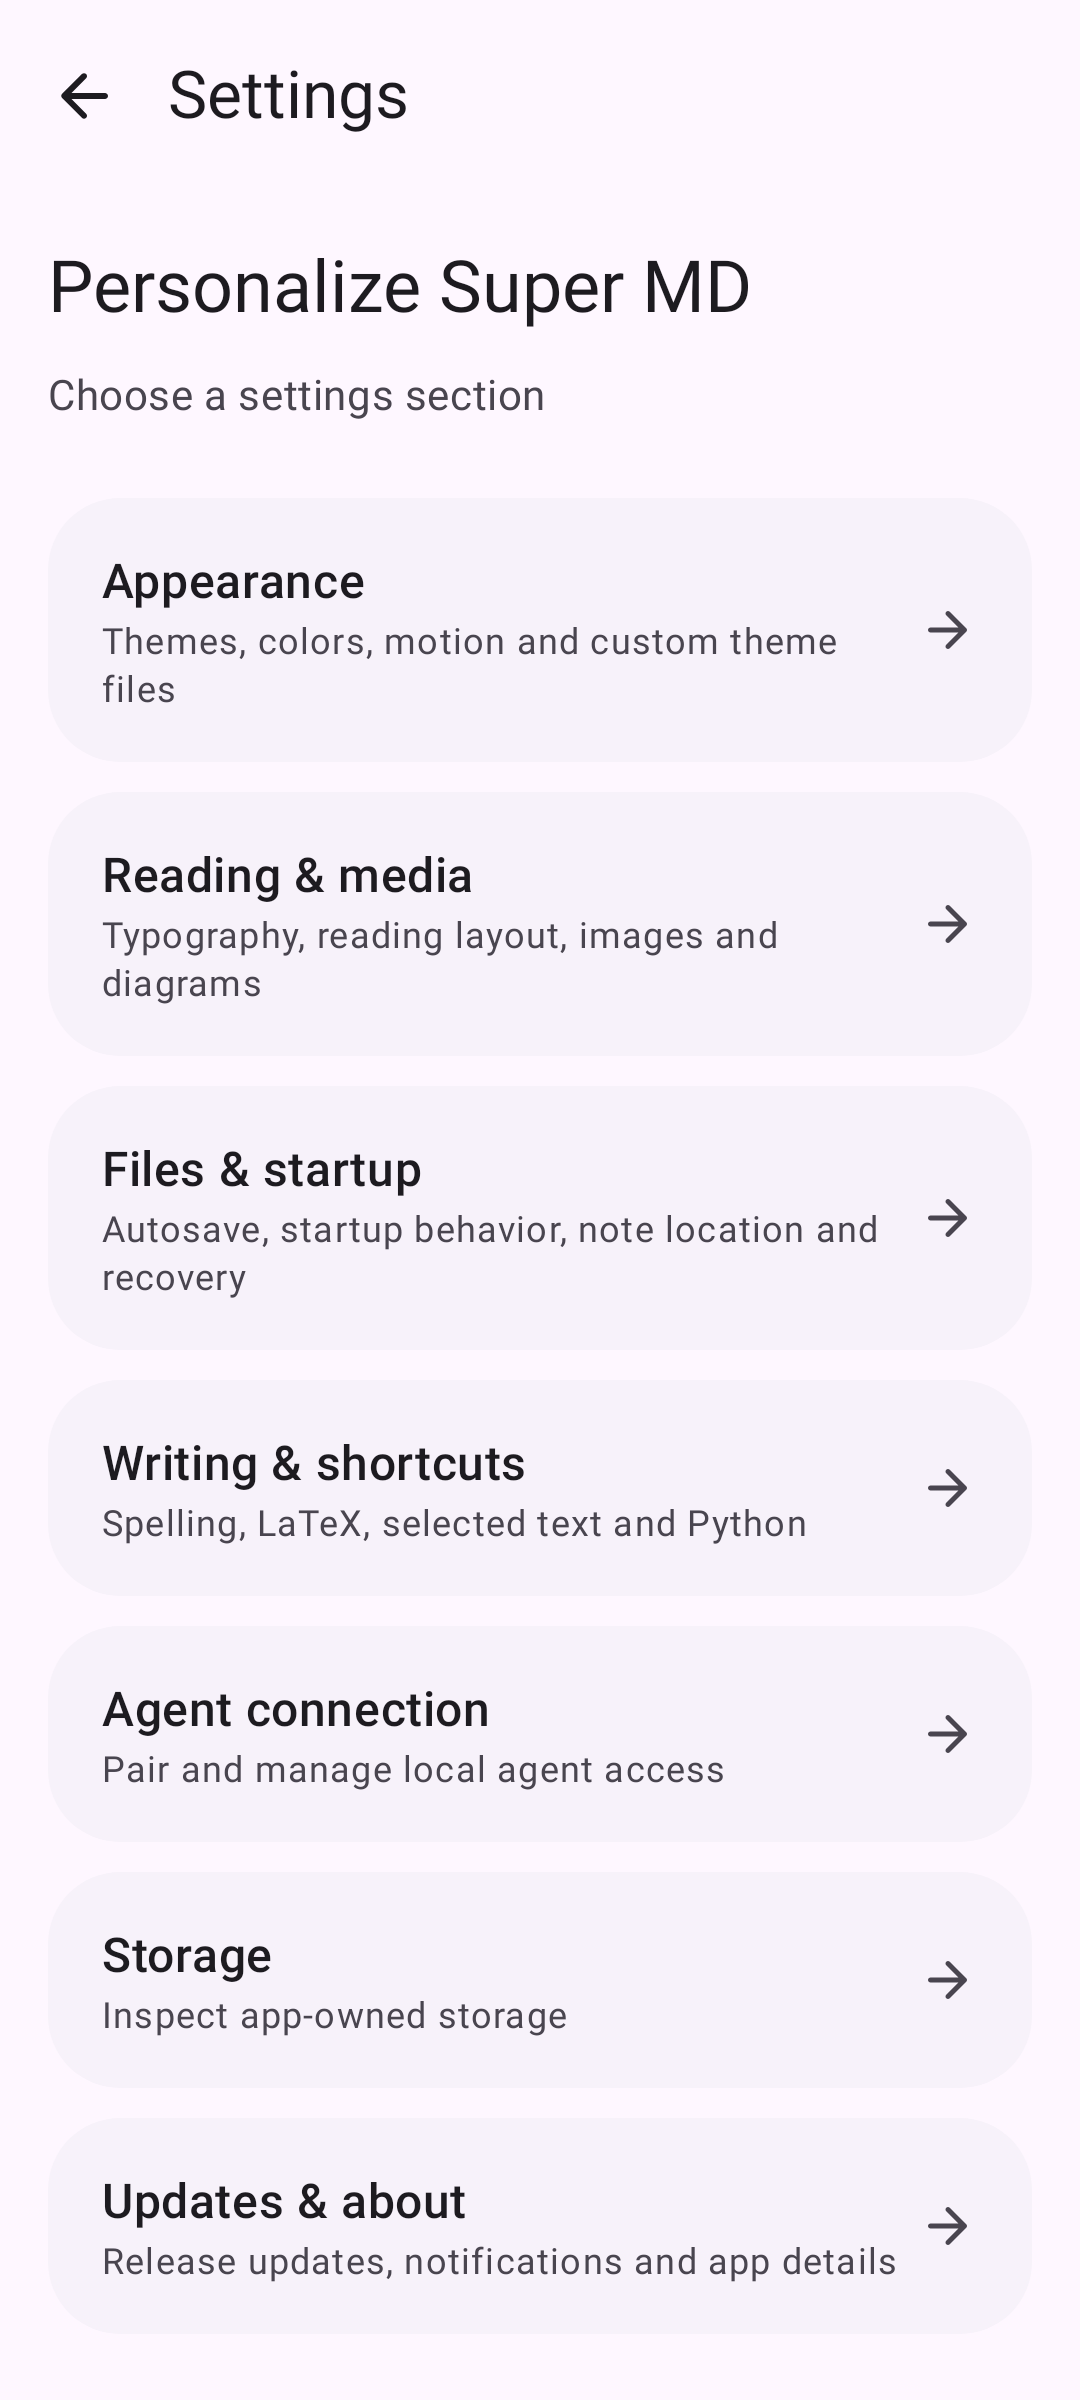 Settings
Personalize Super MD
Choose a settings section
Appearance
Themes, colors, motion and custom theme
files
Reading & media
Typography, reading layout, images and
diagrams
Files & startup
Autosave, startup behavior, note location and
recovery
Writing & shortcuts
Spelling, LaTeX, selected text and Python
Agent connection
Pair and manage local agent access
Storage
Inspect app-owned storage
Updates & about
Release updates, notifications and app details